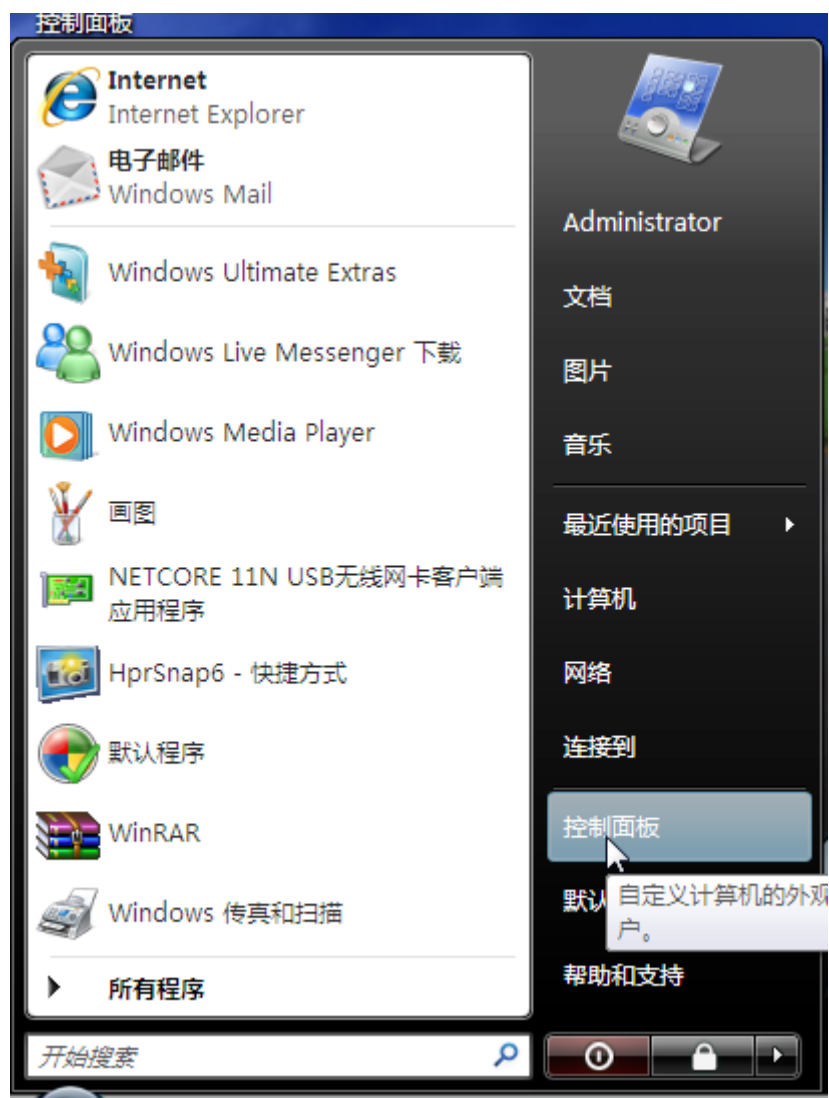 控制面板
Internet
Internet Explorer
电子邮件
Windows Mail
Windows Ultimate Extras
Windows Live Messenger 下载
Windows Media Player
画图
NETCORE 11N USB无线网卡客户端
应用程序
HprSnap6 - 快捷方式
默认程序
WinRAR
Windows 传真和扫描
所有程序
开始搜索
Administrator
文档
图片
音乐
最近使用的项目
计算机
网络
连接到
控制面板
默认
自定义计算机的外观
户。
帮助和支持